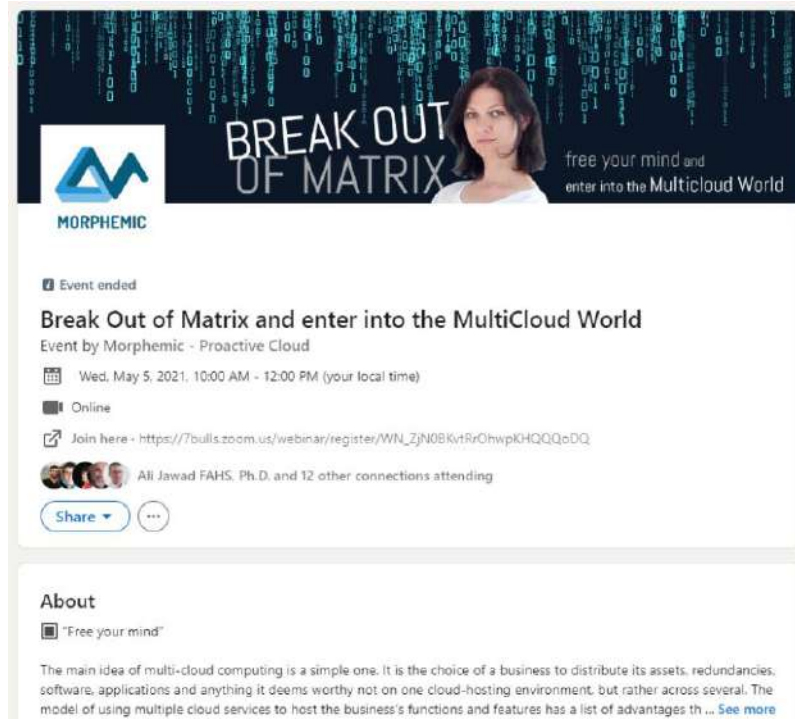 BREAK OUT
OF MATRIX
free your mind and
enter into the Multicloud World
MORPHEMIC
Event ended
Break Out of Matrix and enter into the MultiCloud World
Event by Morphemic - Proactive Cloud
Wed, May 5, 2021, 10:00 AM - 12:00 PM (your local time)
Online
Join here - https://7bulls.zoom.us/webinar/register/WN_ZjN0BKvtRrOhwpKHQQQoDQ
Ali Jawad FAHS, Ph.D. and 12 other connections attending
Share
About
"Free your mind"
The main idea of multi-cloud computing is a simple one. It is the choice of a business to distribute its assets, redundancies,
software, applications and anything it deems worthy not on one cloud-hosting environment, but rather across several. The
model of using multiple cloud services to host the business's functions and features has a list of advantages th ... See more